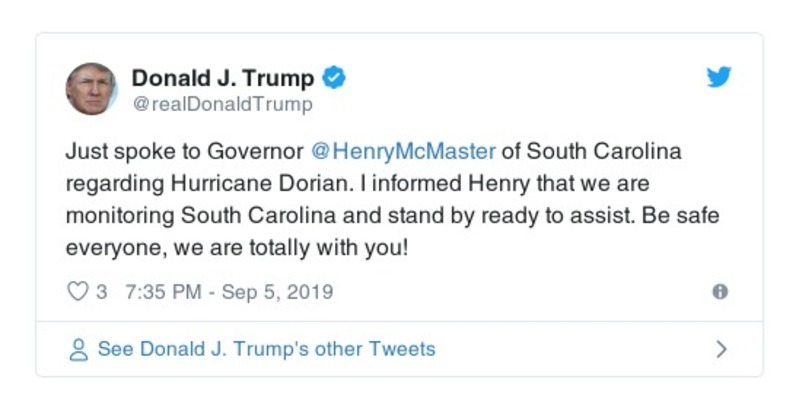 Donald J. Trump
@realDonaldTrump
Just spoke to Governor @HenryMcMaster of South Carolina
regarding Hurricane Dorian. I informed Henry that we are
monitoring South Carolina and stand by ready to assist. Be safe
everyone, we are totally with you!
3 7:35 PM - Sep 5, 2019
See Donald J. Trump's other Tweets